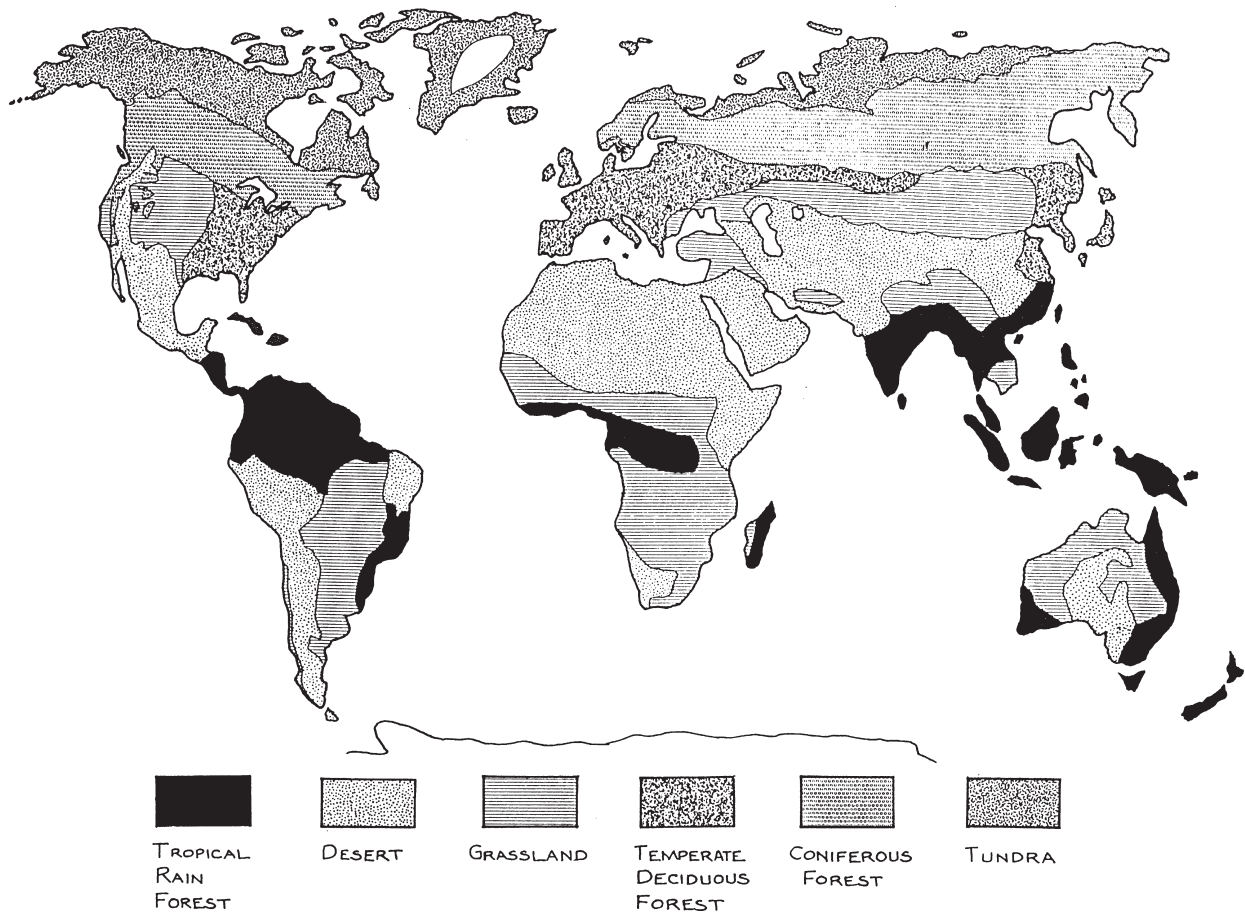 TROPICAL
RAIN
FOREST
DESERT
GRASSLAND
TEMPERATE
DECIDUOUS
FOREST
CONIFEROUS
FOREST
TUNDRA